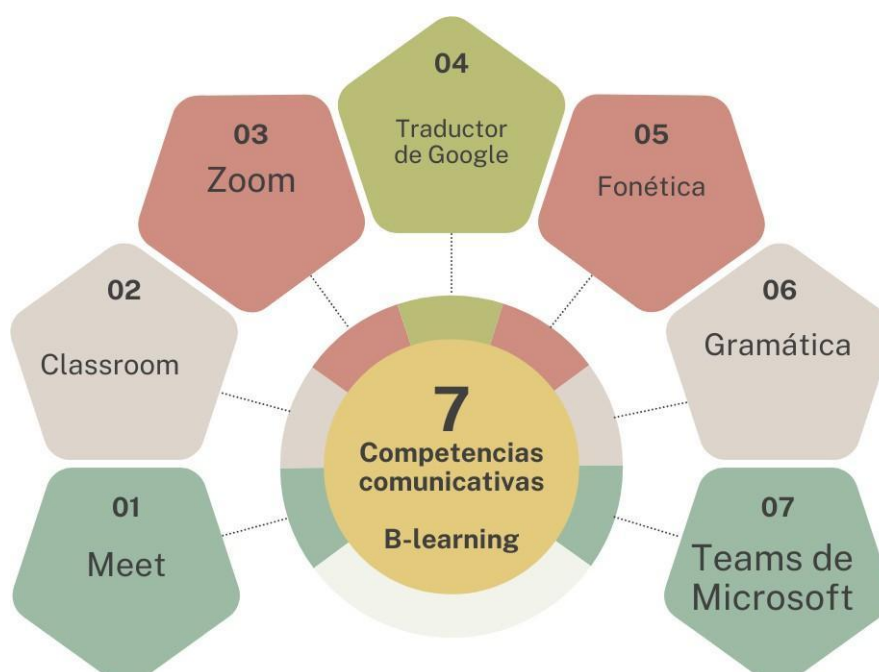 01
Meet
02
Classroom
03
Zoom
04
Traductor
de Google
05
Fonética
06
Gramática
07
Teams de
Microsoft
7
Competencias
comunicativas
B-learning